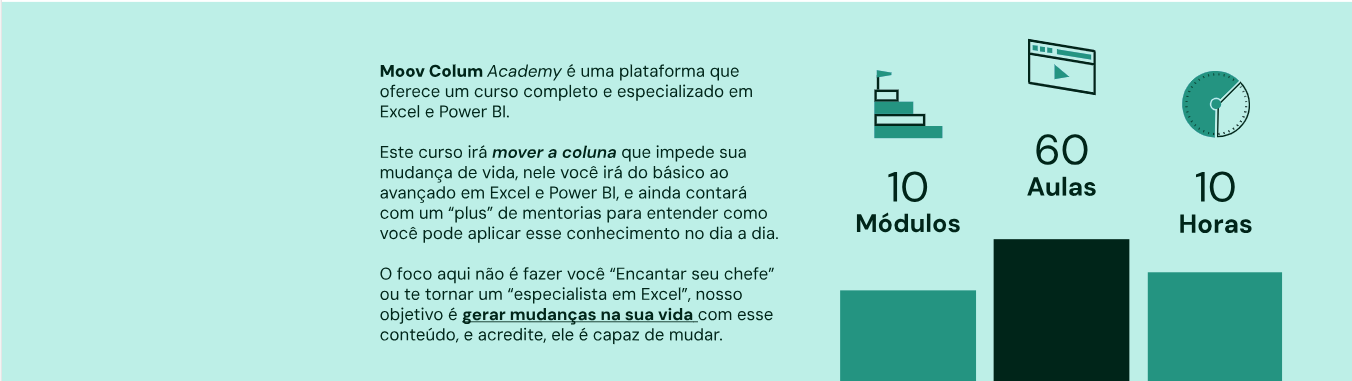 Moov Colum Academy é uma plataforma que
oferece um curso completo e especializado em
Excel e Power BI.
Este curso irá mover a coluna que impede sua
mudança de vida, nele você irá do básico ao
avançado em Excel e Power BI, e ainda contará
com um “plus” de mentorias para entender como
você pode aplicar esse conhecimento no dia a dia.
O foco aqui não é fazer você “Encantar seu chefe”
ou te tornar um “especialista em Excel”, nosso
objetivo é gerar mudanças na sua vida com esse
conteúdo, e acredite, ele é capaz de mudar.
10
Módulos
60
Aulas
10
Horas